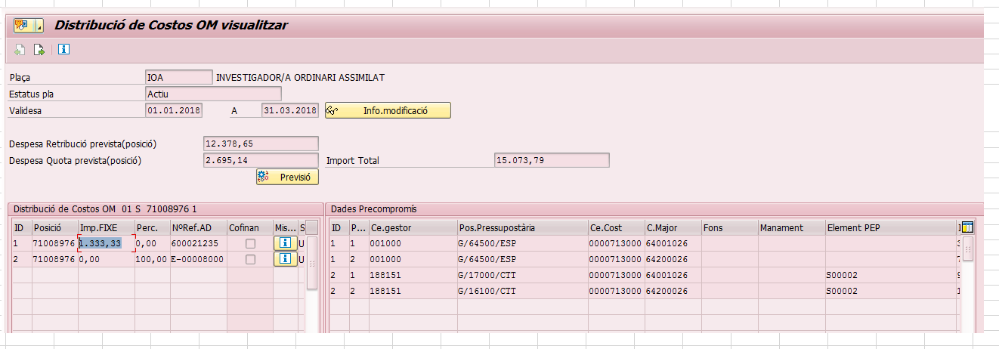 Distribució de Costos OM visualitzar
Plaça IOA INVESTIGADOR/A ORDINARI ASSIMILAT
Estatus pla Actiu
Validesa 01.01.2018 A 31.03.2018 Info.modificació
Despesa Retribució prevista(posició) 12.378,65
Despesa Quota prevista(posició) 2.695,14 Import Total 15.073,79
Previsió
Distribució de Costos OM 01 S 71008976 1
ID Posició Imp.FIXE Perc. NºRef.AD Cofinan Mis... S
1 71008976 1.333,33 0,00 600021235 U
2 71008976 0,00 100,00 E-00008000 U
Dades Precompromís
ID P... Ce.gestor Pos.Pressupostària Ce.Cost C.Major Fons Manament Element PEP
1 1 001000 G/64500/ESP 0000713000 64001026
1 2 001000 G/64500/ESP 0000713000 64200026
2 1 188151 G/17000/CTT 0000713000 64001026 S00002
2 2 188151 G/16100/CTT 0000713000 64200026 S00002